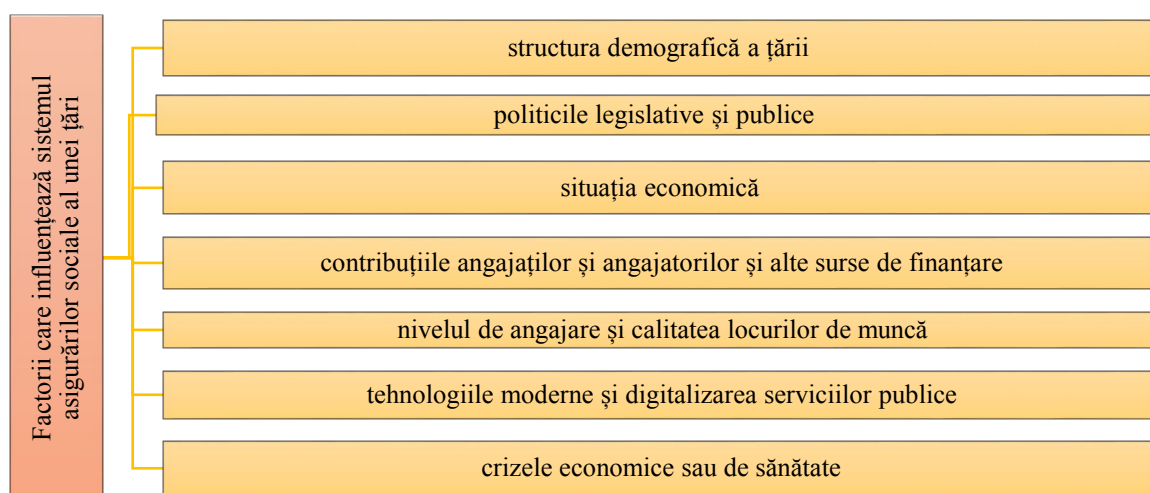 Factorii care influențează sistemul
asigurărilor sociale al unei țări
structura demografică a țării
politicile legislative și publice
situația economică
contribuțiile angajaților și angajatorilor și alte surse de finanțare
nivelul de angajare și calitatea locurilor de muncă
tehnologiile moderne și digitalizarea serviciilor publice
crizele economice sau de sănătate